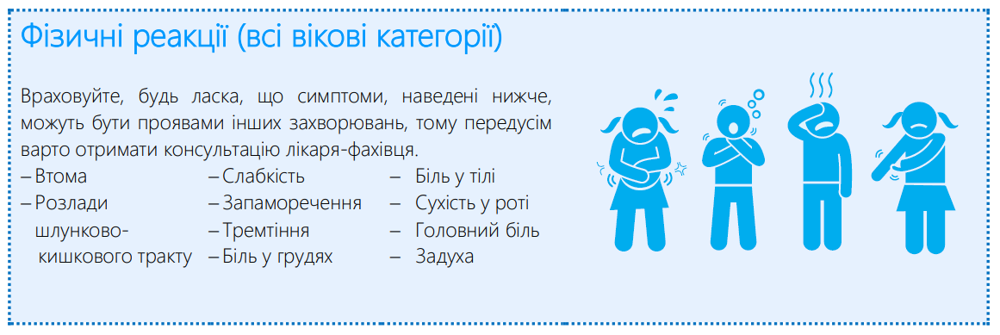 Фізичні реакції (всі вікові категорії)
Враховуйте, будь ласка, що симптоми, наведені нижче,
можуть бути проявами інших захворювань, тому передусім
варто отримати консультацію лікаря-фахівця.
– Втома
– Розлади
шлунково-
кишкового тракту
– Слабкість
– Запаморечення
– Тремтіння
– Біль у грудях
– Біль у тілі
– Сухість у роті
– Головний біль
– Задуха